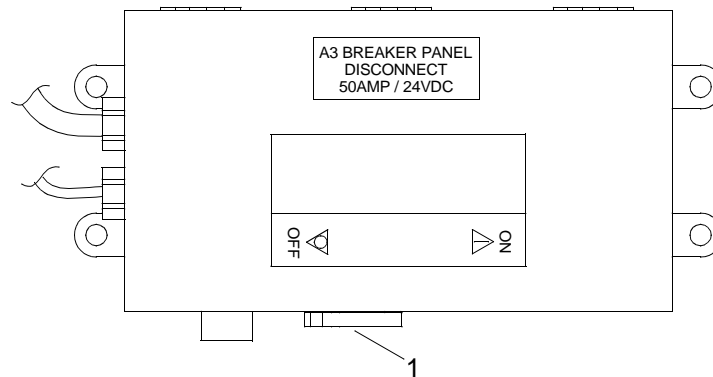 A3 BREAKER PANEL
DISCONNECT
50AMP / 24VDC
OFF
ON
1